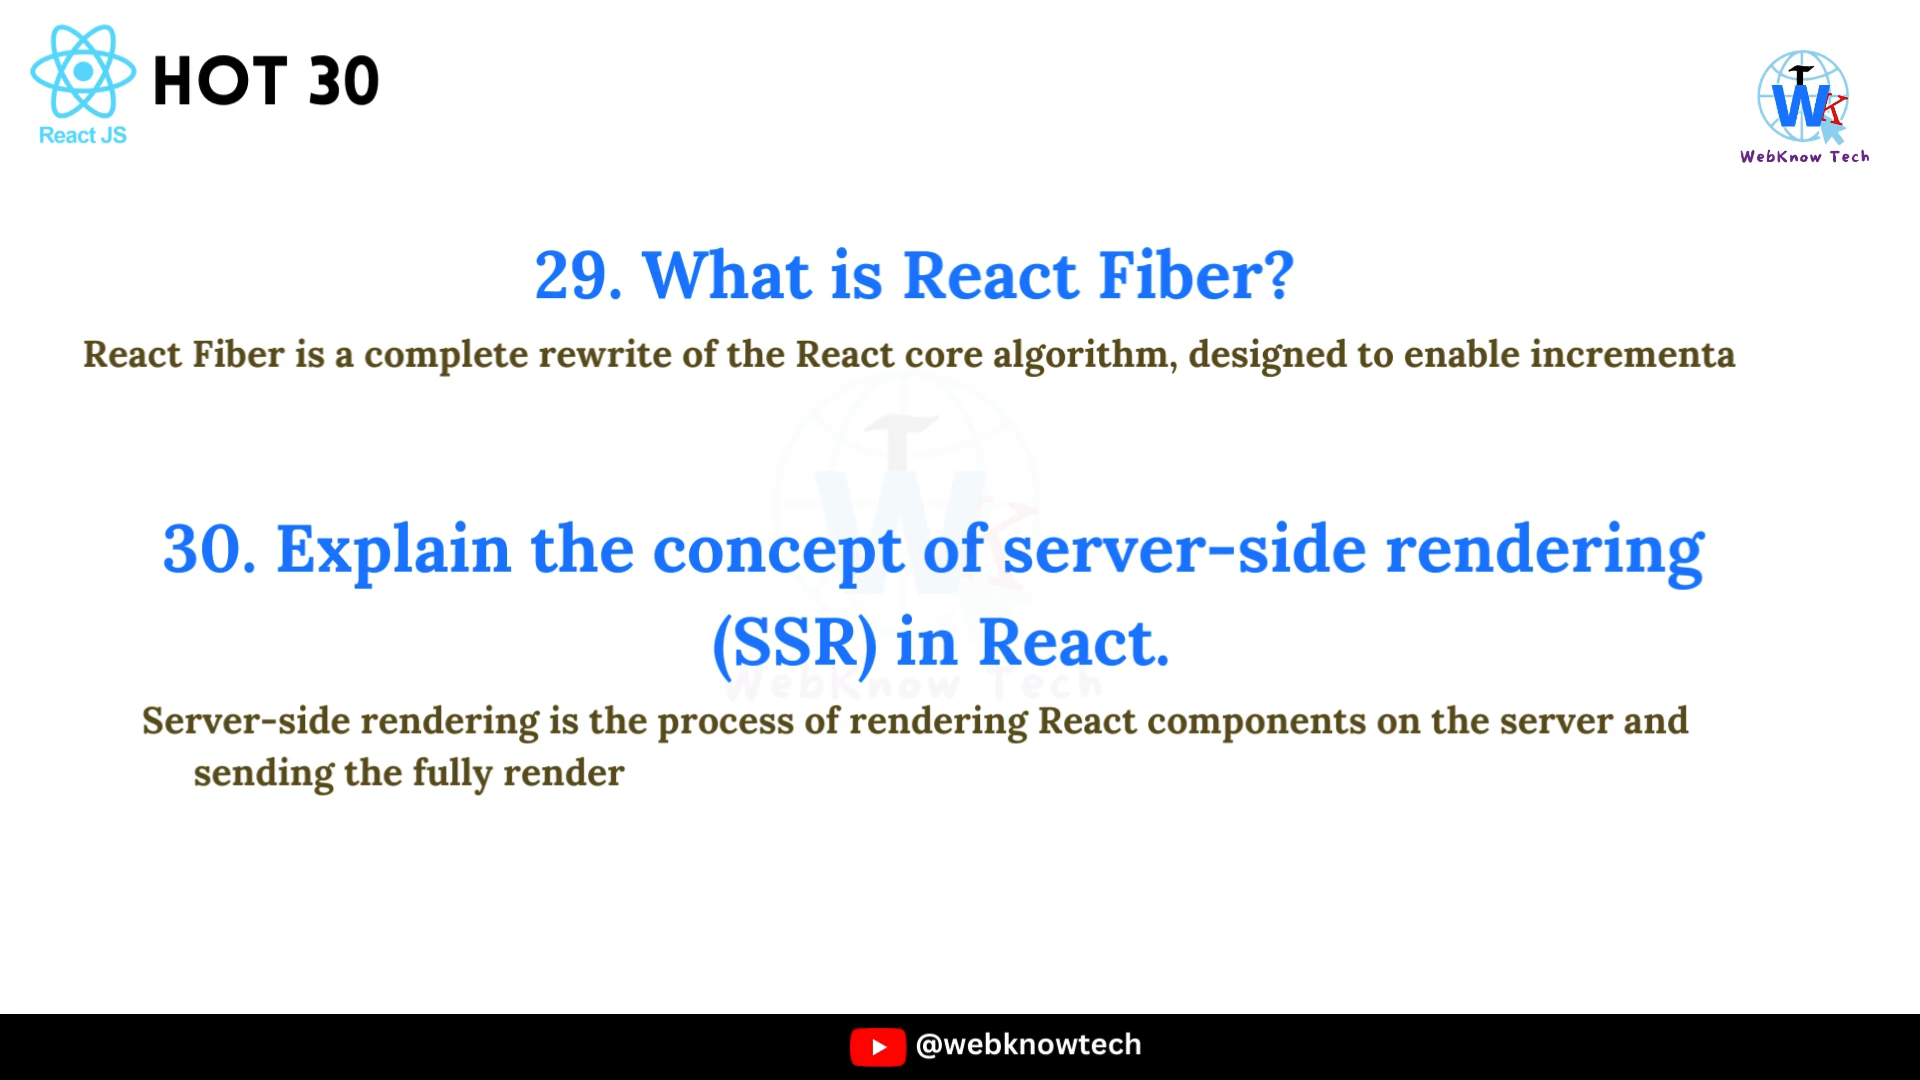 React JS
HOT 30
WebKnow Tech
29. What is React Fiber?
React Fiber is a complete rewrite of the React core algorithm, designed to enable incrementa
30. Explain the concept of server-side rendering
(SSR) in React.
WebKnow Tech
Server-side rendering is the process of rendering React components on the server and
sending the fully render
@webknowtech